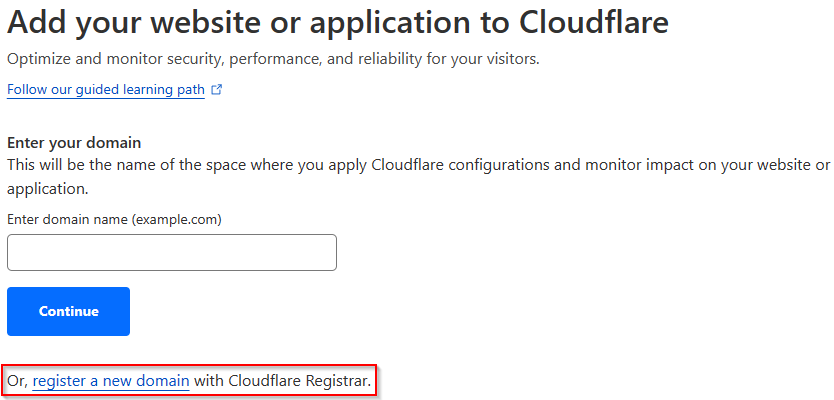 Add your website or application to Cloudflare
Optimize and monitor security, performance, and reliability for your visitors.
Follow our guided learning path
Enter your domain
This will be the name of the space where you apply Cloudflare configurations and monitor impact on your website or
application.
Enter domain name (example.com)
Continue
Or, register a new domain with Cloudflare Registrar.